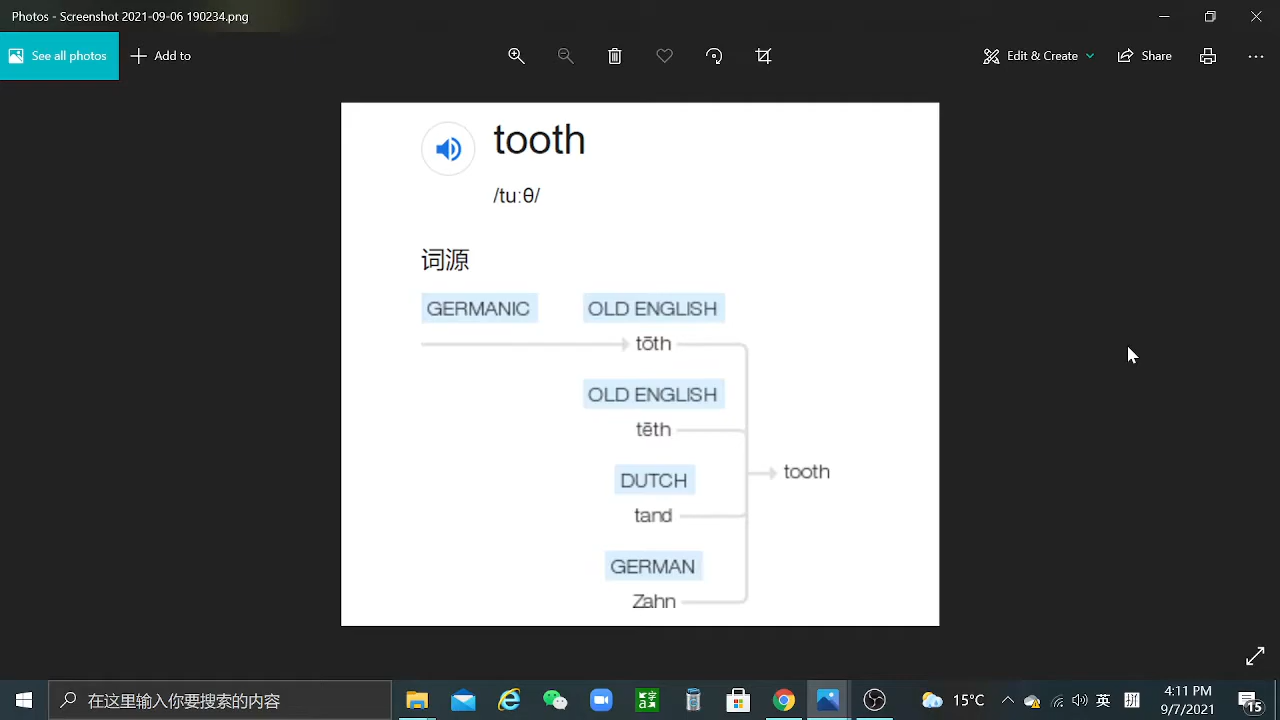 Photos - Screenshot 2021-09-06 190234.png
See all photos
Add to
Edit & Create
Share
tooth
/tuːθ/
词源
GERMANIC
OLD ENGLISH
tōth
OLD ENGLISH
tēth
tooth
DUTCH
tand
GERMAN
Zahn
在这里输入你要搜索的内容
15°C
英
拼
4:11 PM
9/7/2021